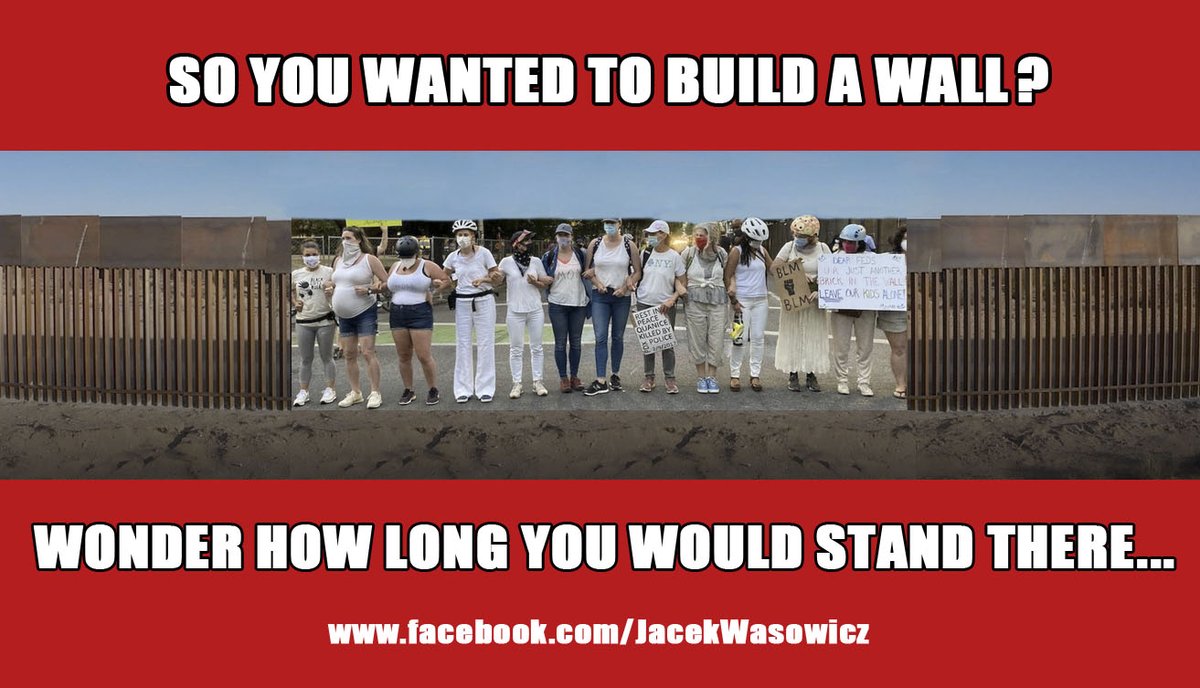 SO YOU WANTED TO BUILD A WALL?
BLM
BLM
DEAR FEDS
U R JUST ANOTHER
BRICK IN THE WALL
LEAVE OUR KIDS ALONE!
REST IN
PEACE
QUANICE
KILLED BY
POLICE
WONDER HOW LONG YOU WOULD STAND THERE...
www.facebook.com/JacekWasowicz